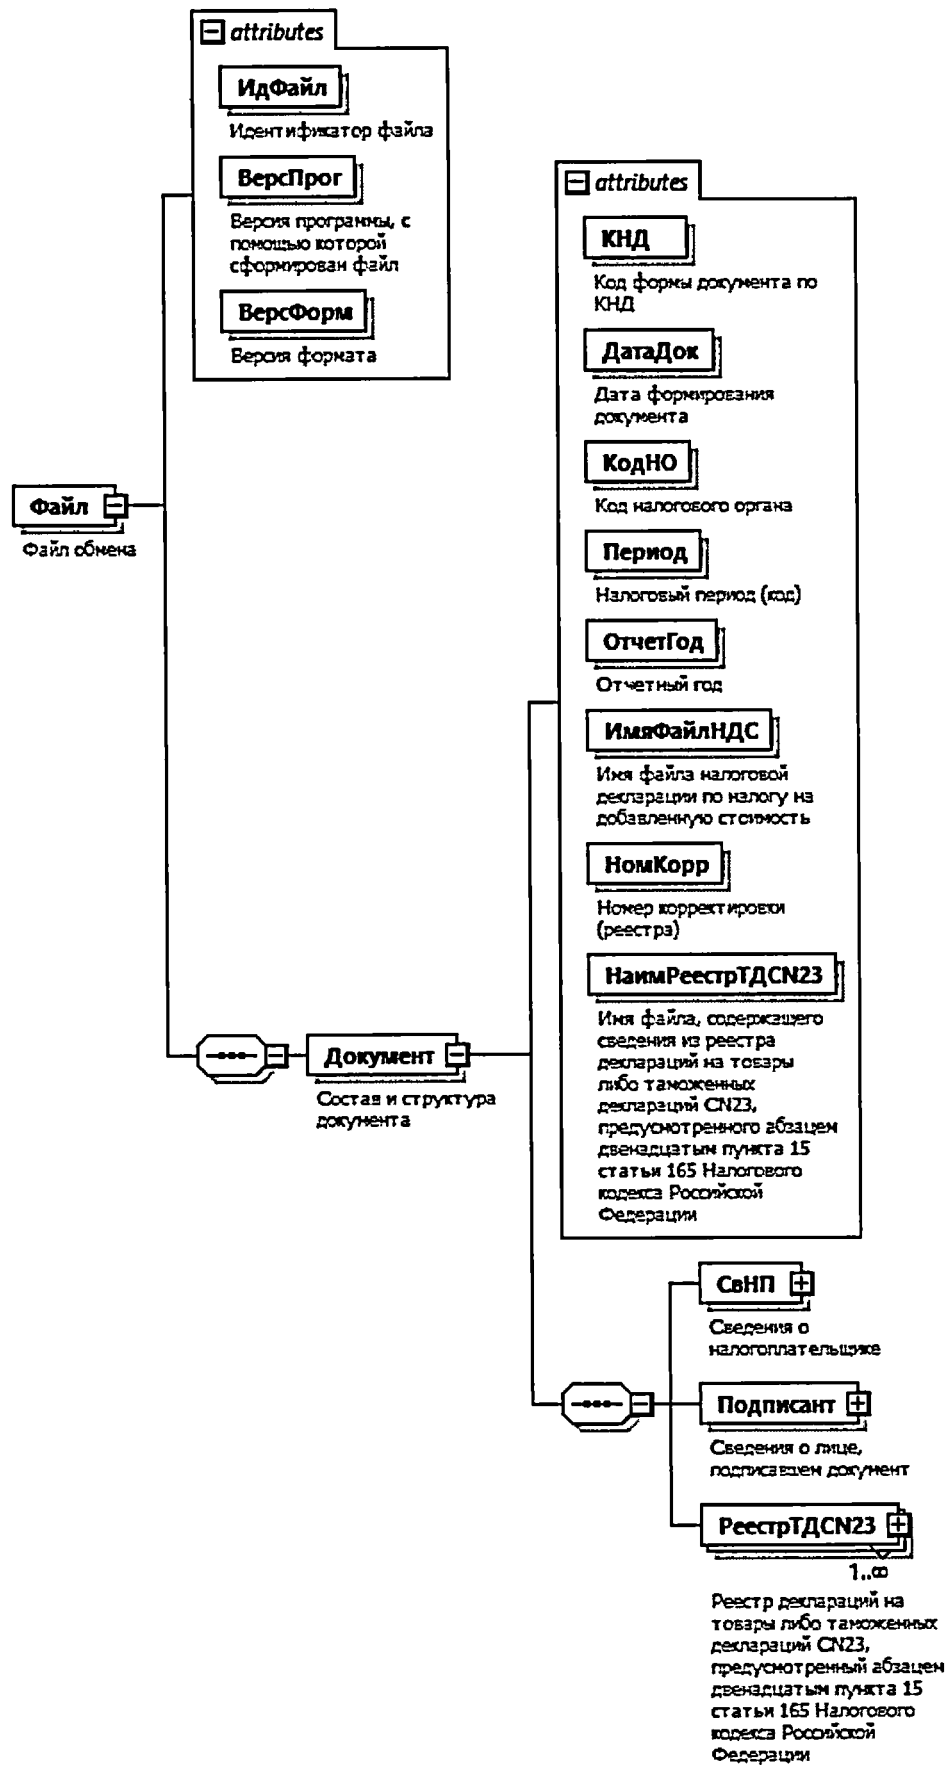 attributes
ИдФайл
Идентификатор файла
ВерсПрог
Версия программы, с
помощью которой
сформирован файл
ВерсФорм
Версия формата
Файл
Файл обмена
attributes
КНД
Код формы документа по
КНД
ДатаДок
Дата формирования
документа
КодНО
Код налогового органа
Период
Налоговый период (код)
ОтчетГод
Отчетный год
ИмяФайлНДС
Имя файла налоговой
декларации по налогу на
добавленную стоимость
НомКорр
Номер корректировки
(реестра)
НаимРеестрТДCN23
Имя файла, содержащего
сведения из реестра
деклараций на товары
либо таможенных
деклараций CN23,
предусмотренного абзацем
двенадцатым пункта 15
статьи 165 Налогового
кодекса Российской
Федерации
Документ
Состав и структура
документа
СвНП
Сведения о
налогоплательщике
Подписант
Сведения о лице,
подписавшем документ
РеестрТДCN23
1..∞
Реестр деклараций на
товары либо таможенных
деклараций CN23,
предусмотренный абзацем
двенадцатым пункта 15
статьи 165 Налогового
кодекса Российской
Федерации